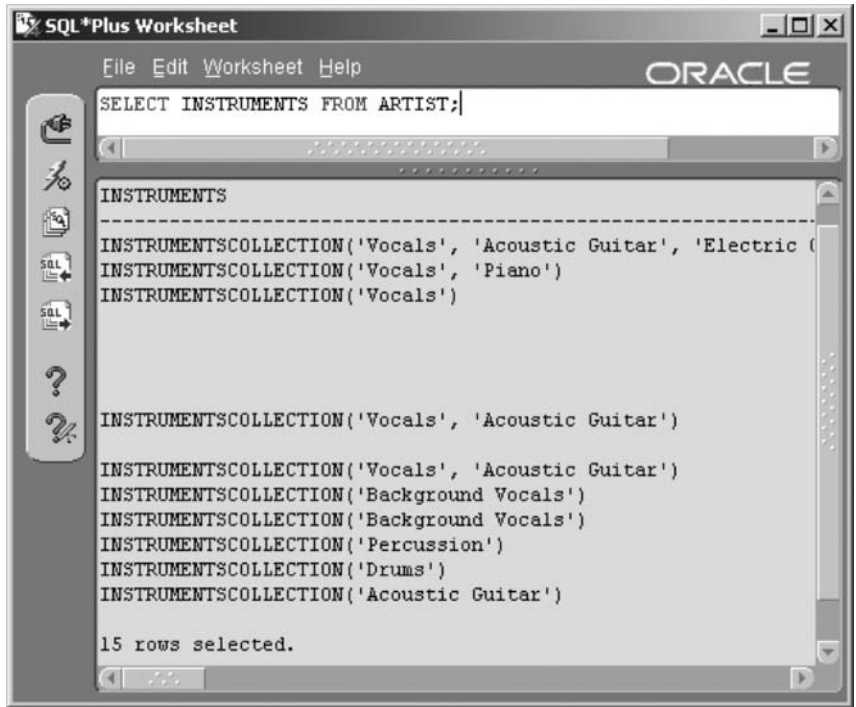 SQL*Plus Worksheet
File Edit Worksheet Help
ORACLE
SELECT INSTRUMENTS FROM ARTIST;
INSTRUMENTS
--------------------------------------------------------------------------------
INSTRUMENTSCOLLECTION('Vocals', 'Acoustic Guitar', 'Electric
INSTRUMENTSCOLLECTION('Vocals', 'Piano')
INSTRUMENTSCOLLECTION('Vocals')
INSTRUMENTSCOLLECTION('Vocals', 'Acoustic Guitar')
INSTRUMENTSCOLLECTION('Vocals', 'Acoustic Guitar')
INSTRUMENTSCOLLECTION('Background Vocals')
INSTRUMENTSCOLLECTION('Background Vocals')
INSTRUMENTSCOLLECTION('Percussion')
INSTRUMENTSCOLLECTION('Drums')
INSTRUMENTSCOLLECTION('Acoustic Guitar')
15 rows selected.
SQL
SQL